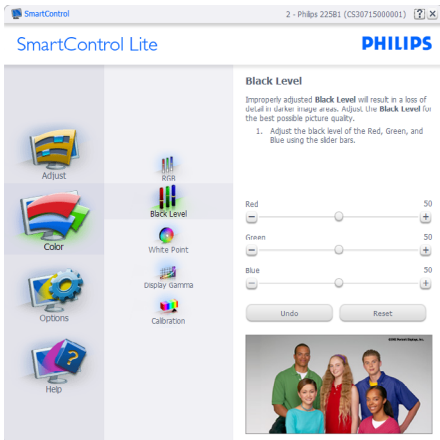 SmartControl
2 - Philips 225B1 (CS30715000001)
SmartControl Lite
PHILIPS
Adjust
Color
Options
Help
RGB
Black Level
White Point
Display Gamma
Calibration
Black Level
Improperly adjusted Black Level will result in a loss of
detail in darker image areas. Adjust the Black Level for
the best possible picture quality.
1. Adjust the black level of the Red, Green, and
Blue using the slider bars.
Red 50
Green 50
Blue 50
Undo
Reset